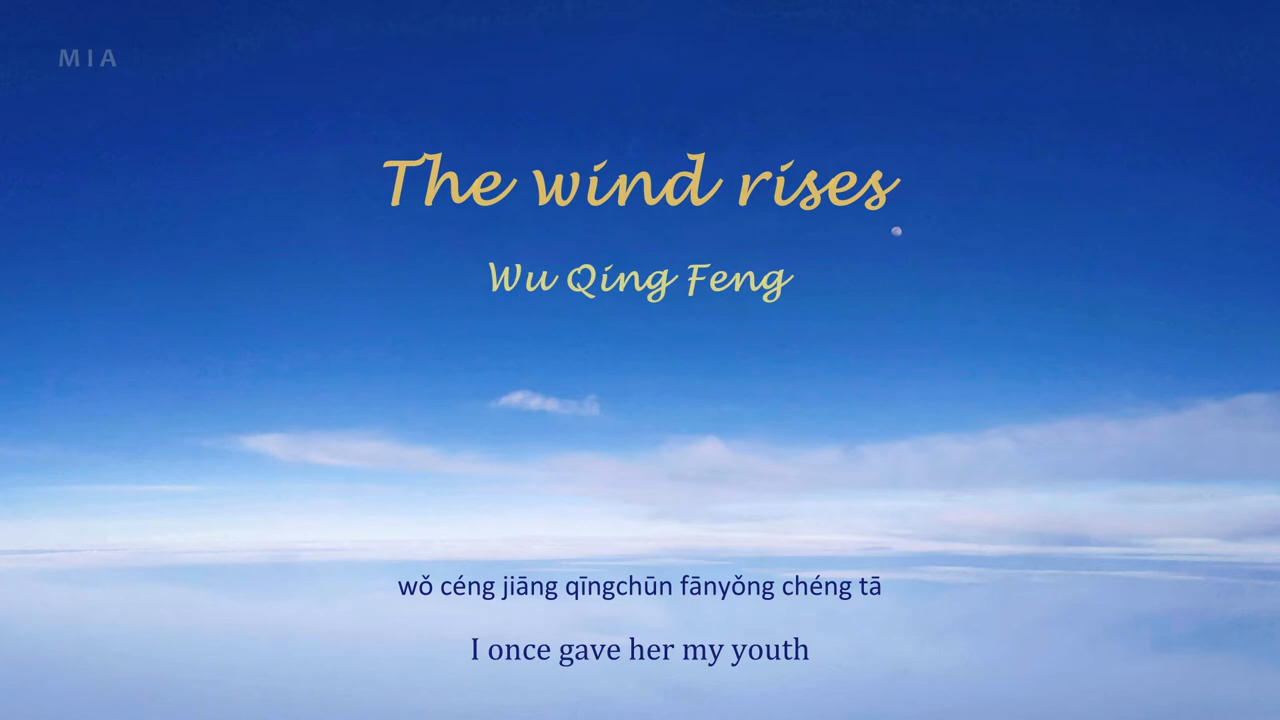 MIA
The wind rises
Wu Qing Feng
wǒ céng jiāng qīngchūn fānyǒng chéng tā
I once gave her my youth